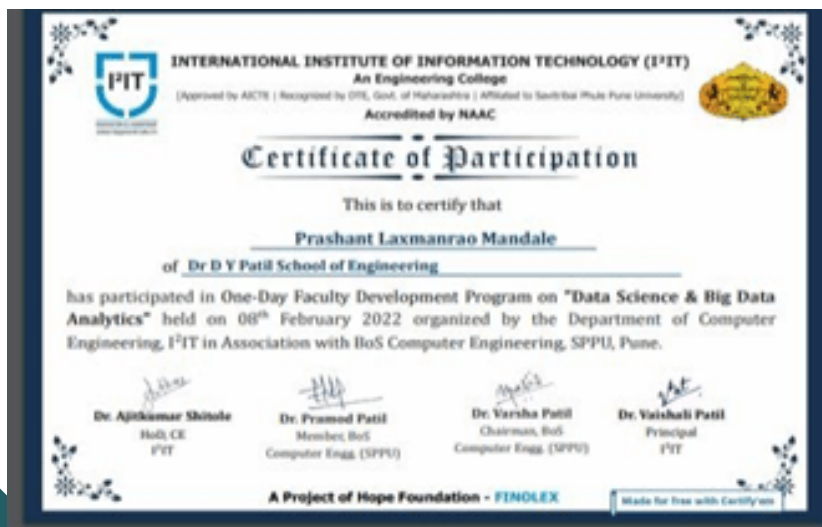 I²IT
INTERNATIONAL INSTITUTE OF INFORMATION TECHNOLOGY (I²IT)
An Engineering College
[Approved by AICTE | Recognized by DTE, Govt. of Maharashtra | Affiliated to Savitribai Phule Pune University]
Accredited by NAAC
Certificate of Participation
This is to certify that
Prashant Laxmanrao Mandale
of Dr D Y Patil School of Engineering
has participated in One-Day Faculty Development Program on "Data Science & Big Data
Analytics" held on 08th February 2022 organized by the Department of Computer
Engineering, I²IT in Association with BoS Computer Engineering, SPPU, Pune.
Dr. Ajitkumar Shitole
HoD, CE
I²IT
Dr. Pramod Patil
Member, BoS
Computer Engg. (SPPU)
Dr. Varsha Patil
Chairman, BoS
Computer Engg. (SPPU)
Dr. Vaishali Patil
Principal
I²IT
A Project of Hope Foundation - FINOLEX
Made for free with Certify'em